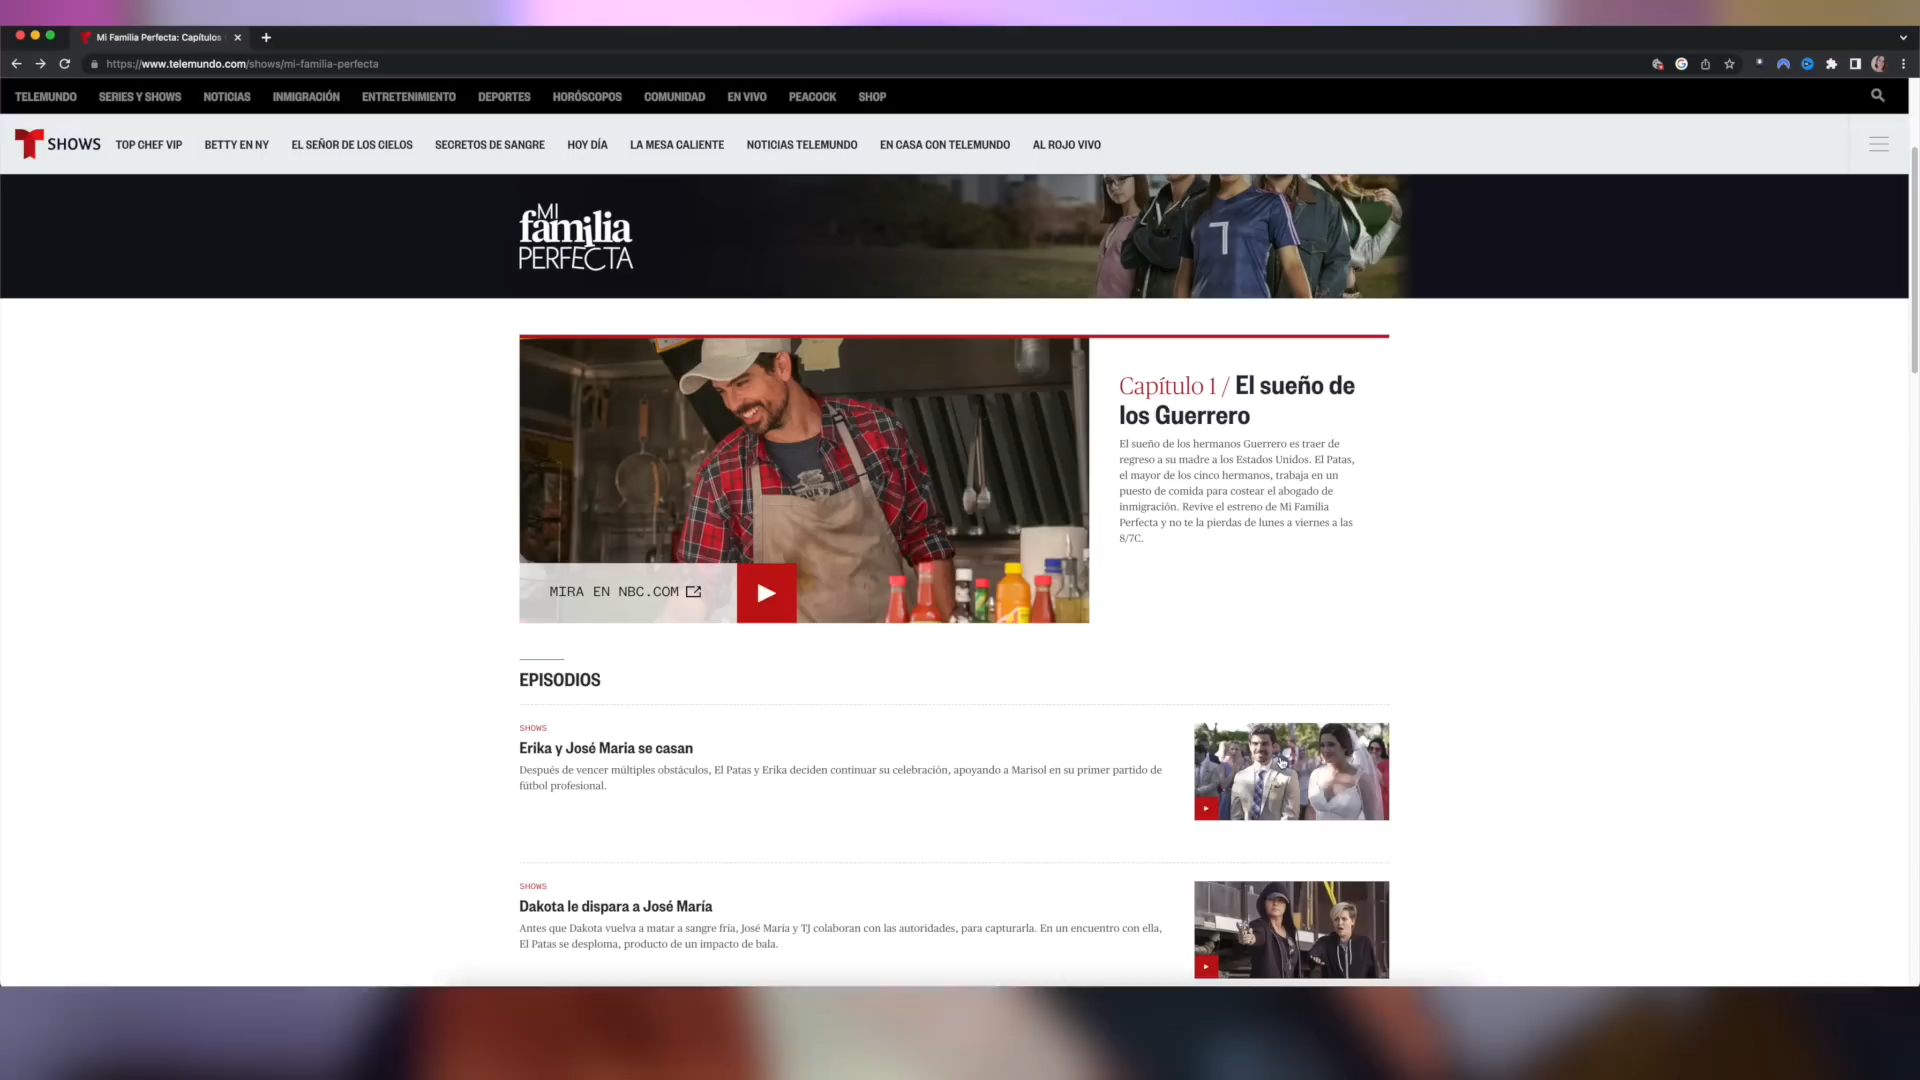 Mi Familia Perfecta: Capítulos
https://www.telemundo.com/shows/mi-familia-perfecta
TELEMUNDO SERIES Y SHOWS NOTICIAS INMIGRACIÓN ENTRETENIMIENTO DEPORTES HORÓSCOPOS COMUNIDAD EN VIVO PEACOCK SHOP
SHOWS TOP CHEF VIP BETTY EN NY EL SEÑOR DE LOS CIELOS SECRETOS DE SANGRE HOY DÍA LA MESA CALIENTE NOTICIAS TELEMUNDO EN CASA CON TELEMUNDO AL ROJO VIVO
MI
familia
PERFECTA
7
Capítulo 1 / El sueño de
los Guerrero
El sueño de los hermanos Guerrero es traer de
regreso a su madre a los Estados Unidos. El Patas,
el mayor de los cinco hermanos, trabaja en un
puesto de comida para costear el abogado de
inmigración. Revive el estreno de Mi Familia
Perfecta y no te la pierdas de lunes a viernes a las
8/7C.
MIRA EN NBC.COM
EPISODIOS
SHOWS
Erika y José Maria se casan
Después de vencer múltiples obstáculos, El Patas y Erika deciden continuar su celebración, apoyando a Marisol en su primer partido de
fútbol profesional.
SHOWS
Dakota le dispara a José María
Antes que Dakota vuelva a matar a sangre fría, José María y TJ colaboran con las autoridades, para capturarla. En un encuentro con ella,
El Patas se desploma, producto de un impacto de bala.